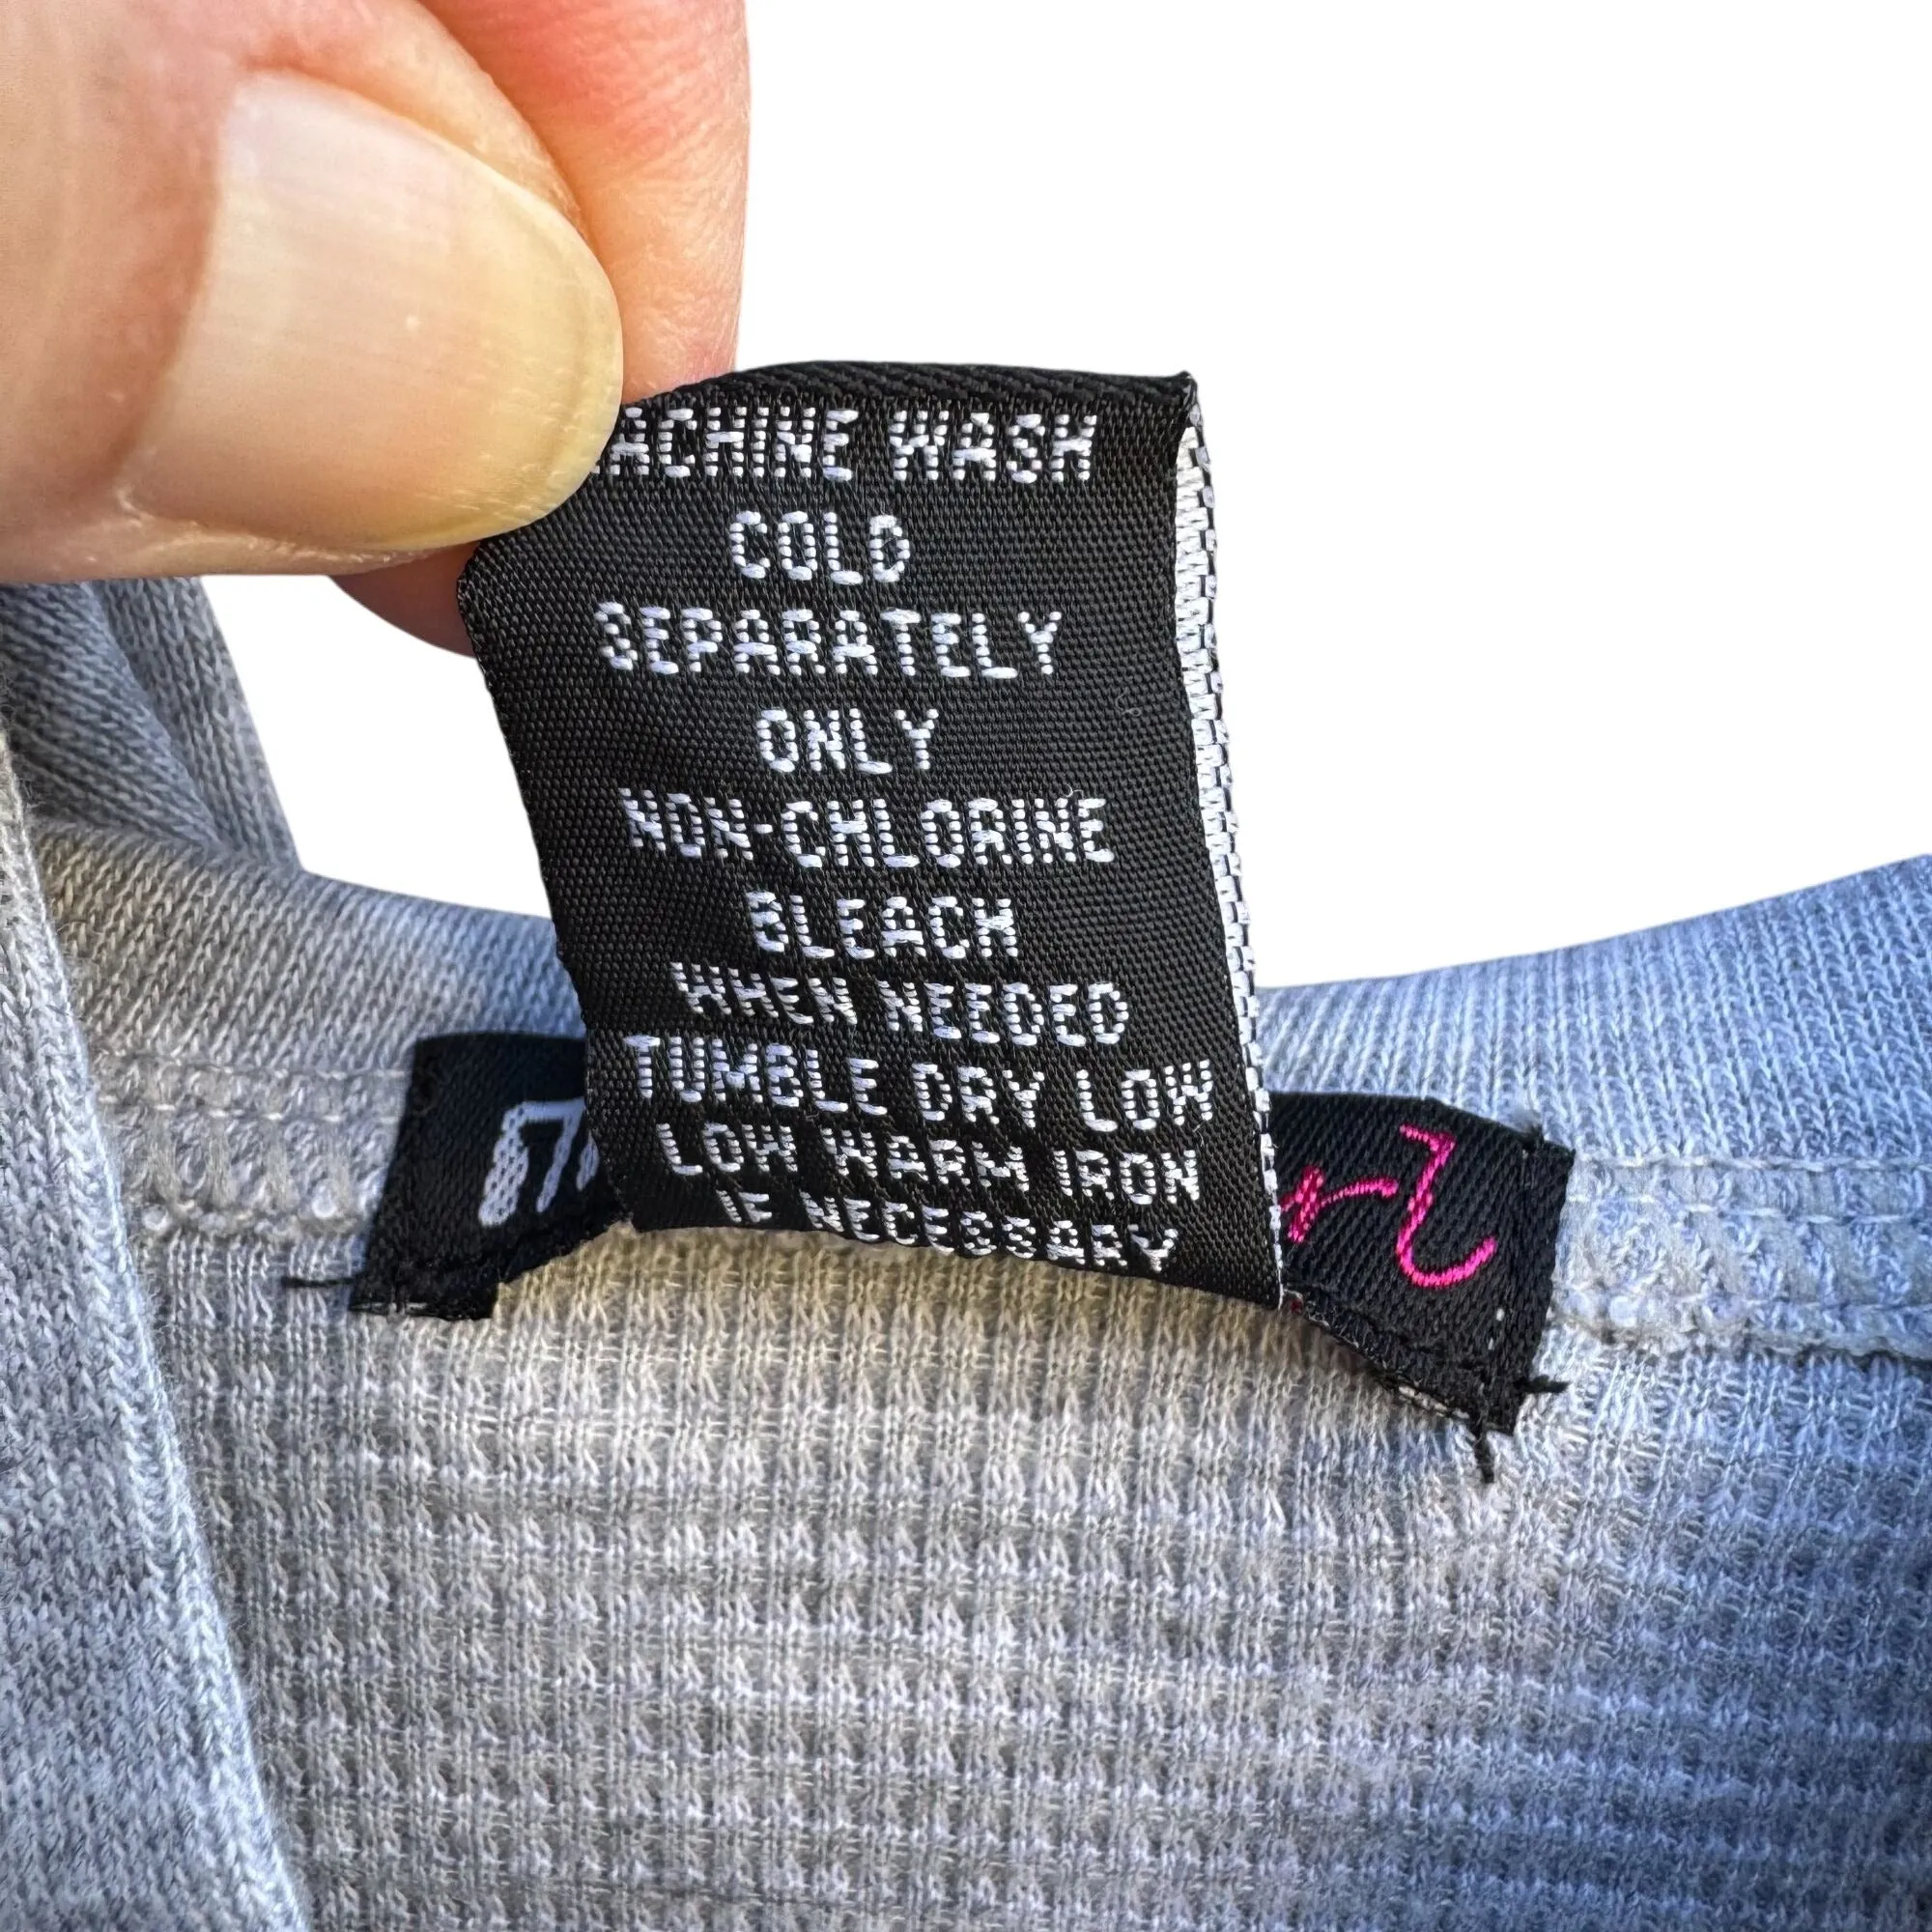 MACHINE WASH
COLD
SEPARATELY
ONLY
NON-CHLORINE
BLEACH
WHEN NEEDED
TUMBLE DRY LOW
LOW WARM IRON
IF NECESSARY